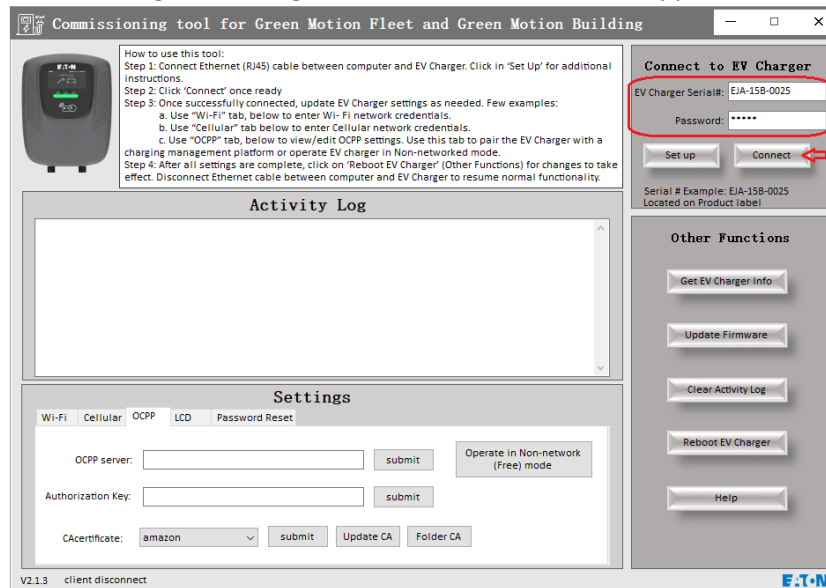 Commissioning tool for Green Motion Fleet and Green Motion Building
How to use this tool:
Step 1: Connect Ethernet (RJ45) cable between computer and EV Charger. Click in 'Set Up' for additional
instructions.
Step 2: Click 'Connect' once ready
Step 3: Once successfully connected, update EV Charger settings as needed. Few examples:
a. Use "Wi-Fi" tab, below to enter Wi- Fi network credentials.
b. Use "Cellular" tab below to enter Cellular network credentials.
c. Use "OCPP" tab, below to view/edit OCPP settings. Use this tab to pair the EV Charger with a
charging management platform or operate EV charger in Non-networked mode.
Step 4: After all settings are complete, click on 'Reboot EV Charger' (Other Functions) for changes to take
effect. Disconnect Ethernet cable between computer and EV Charger to resume normal functionality.
Connect to EV Charger
EV Charger Serial#: EJA-15B-0025
Password: *****
Set up Connect
Serial # Example: EJA-15B-0025
Located on Product label
Activity Log
Other Functions
Get EV Charger Info
Update Firmware
Clear Activity Log
Reboot EV Charger
Help
Settings
Wi-Fi Cellular OCPP LCD Password Reset
OCPP server: submit Operate in Non-network
(Free) mode
Authorization Key: submit
CAcertificate: amazon submit Update CA Folder CA
V2.1.3 client disconnect
EATON